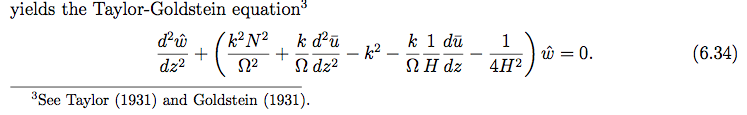 yields the Taylor-Goldstein equation³
d²ŵ/dz² + ( k²N²/Ω² + k/Ω d²ū/dz² − k² − k/Ω 1/H dū/dz − 1/4H² ) ŵ = 0. (6.34)
³See Taylor (1931) and Goldstein (1931).